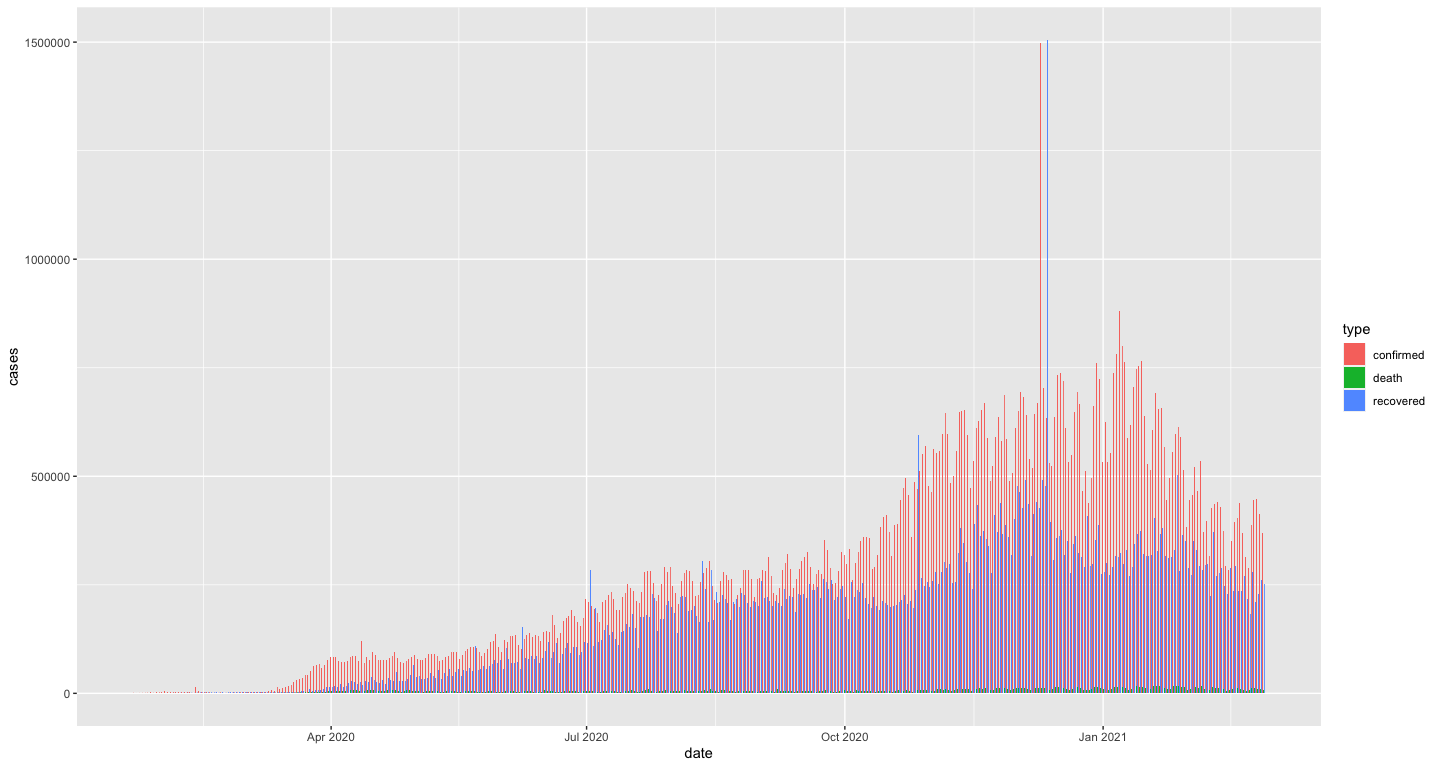 1500000
1000000
500000
0
cases
Apr 2020
Jul 2020
Oct 2020
Jan 2021
date
type
confirmed
death
recovered